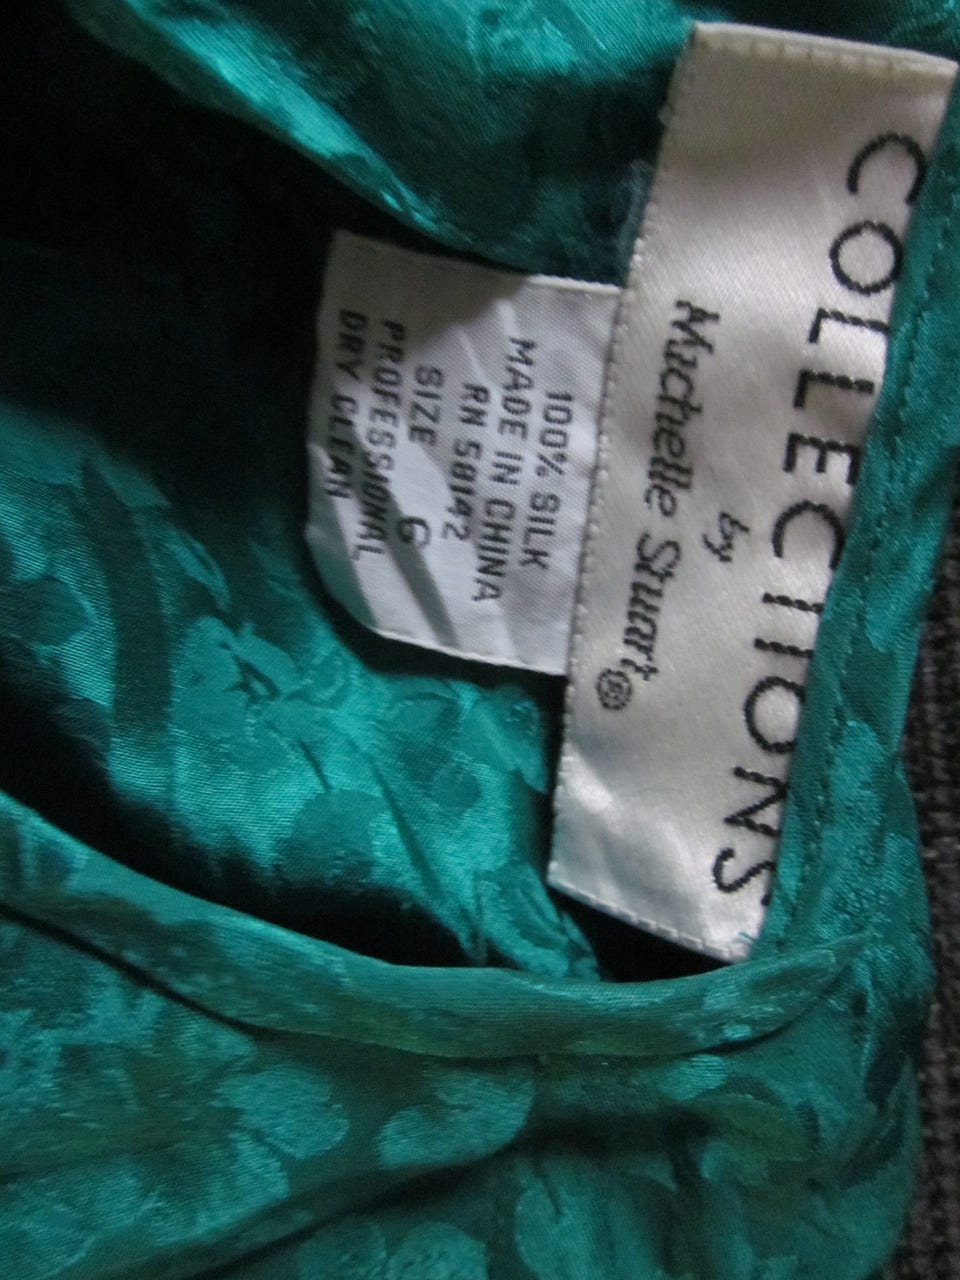 COLLECTIONS
by
Michelle Stuart®
100% SILK
MADE IN CHINA
RN 58142
SIZE 6
PROFESSIONAL
DRY CLEAN